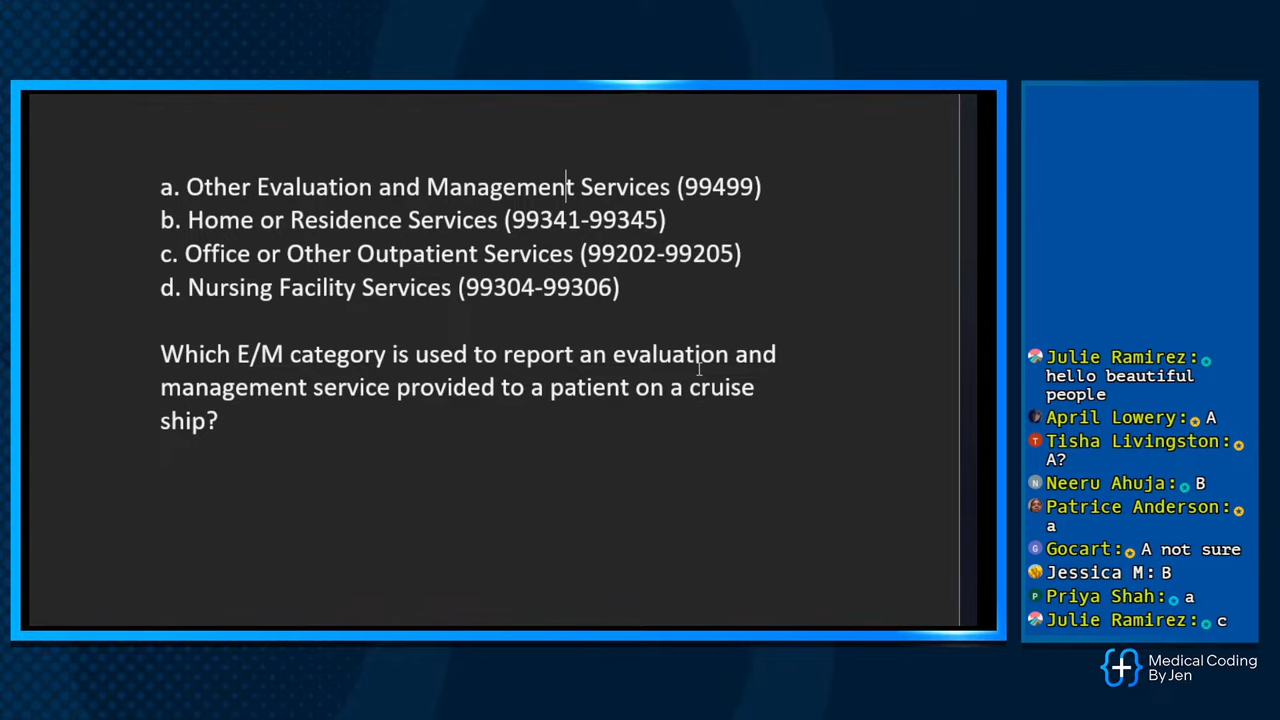 a. Other Evaluation and Management Services (99499)
b. Home or Residence Services (99341-99345)
c. Office or Other Outpatient Services (99202-99205)
d. Nursing Facility Services (99304-99306)
Which E/M category is used to report an evaluation and
management service provided to a patient on a cruise
ship?
Julie Ramirez:
hello beautiful
people
April Lowery: A
T
Tisha Livingston:
A?
N Neeru Ahuja: B
Patrice Anderson:
a
G Gocart: A not sure
Jessica M: B
P Priya Shah: a
Julie Ramirez: c
Medical Coding
By Jen